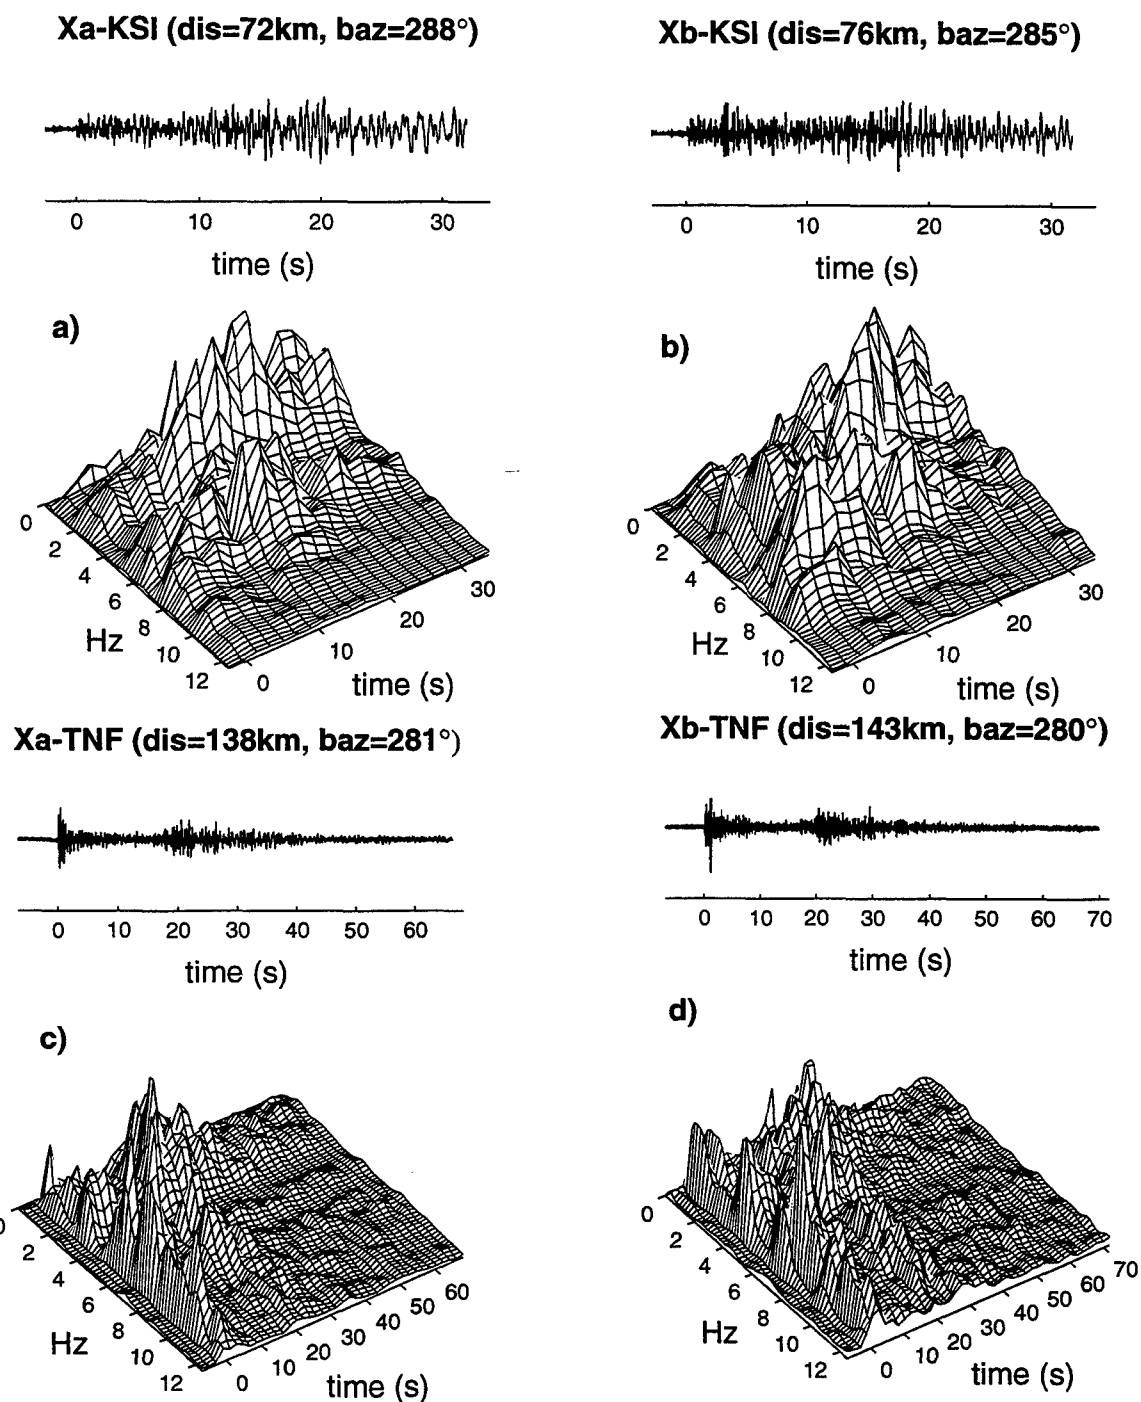 Xa-KSI (dis=72km, baz=288°)
Xb-KSI (dis=76km, baz=285°)
0 10 20 30
time (s)
0 10 20 30
time (s)
a)
b)
0
2
4
6
8
10
12
Hz
0
10
20
30
time (s)
0
2
4
6
8
10
12
Hz
0
10
20
30
time (s)
Xa-TNF (dis=138km, baz=281°)
Xb-TNF (dis=143km, baz=280°)
0 10 20 30 40 50 60
time (s)
0 10 20 30 40 50 60 70
time (s)
c)
d)
0
2
4
6
8
10
12
Hz
0
10
20
30
40
50
60
time (s)
0
2
4
6
8
10
12
Hz
0
10
20
30
40
50
60
70
time (s)